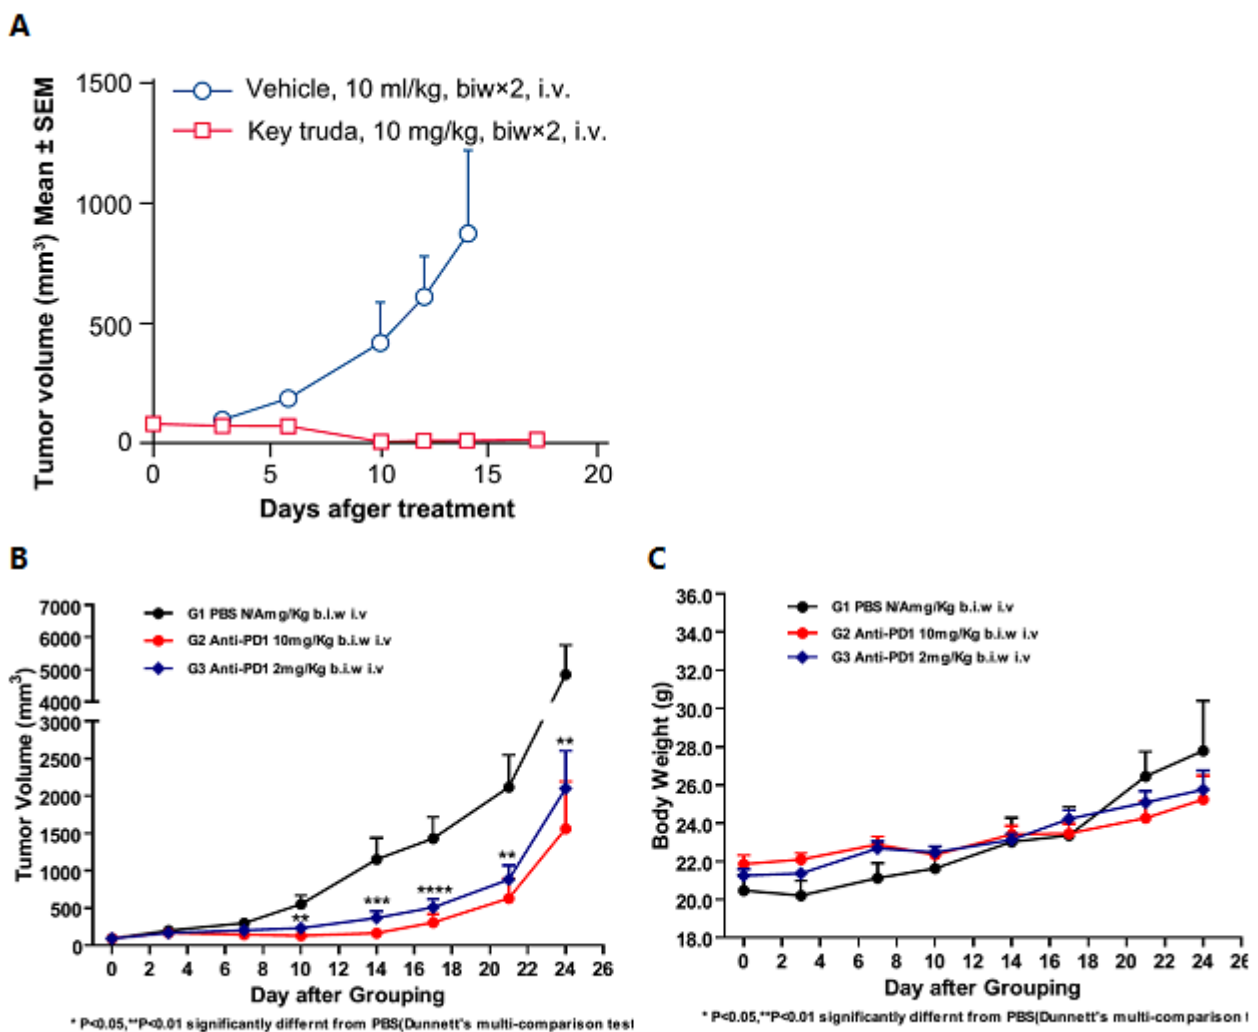 A
Tumor volume (mm³) Mean ± SEM
1500
1000
500
0
Vehicle, 10 ml/kg, biw×2, i.v.
Key truda, 10 mg/kg, biw×2, i.v.
0 5 10 15 20
Days afger treatment
B
Tumor Volume (mm³)
7000
6000
5000
4000
3000
2500
2000
1500
1000
500
0
G1 PBS N/Amg/Kg b.i.w i.v
G2 Anti-PD1 10mg/Kg b.i.w i.v
G3 Anti-PD1 2mg/Kg b.i.w i.v
** *** **** ** **
0 2 4 6 8 10 12 14 16 18 20 22 24 26
Day after Grouping
* P<0.05,**P<0.01 significantly differnt from PBS(Dunnett's multi-comparison test
C
Body Weight (g)
36.0
34.0
32.0
30.0
28.0
26.0
24.0
22.0
20.0
18.0
G1 PBS N/Amg/Kg b.i.w i.v
G2 Anti-PD1 10mg/Kg b.i.w i.v
G3 Anti-PD1 2mg/Kg b.i.w i.v
0 2 4 6 8 10 12 14 16 18 20 22 24 26
Day after Grouping
* P<0.05,**P<0.01 significantly differnt from PBS(Dunnett's multi-comparison